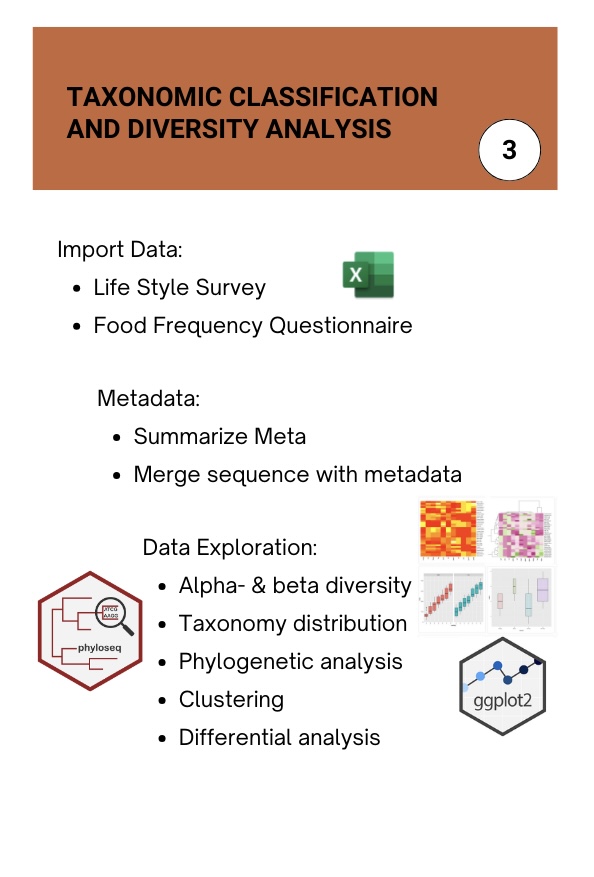 TAXONOMIC CLASSIFICATION
AND DIVERSITY ANALYSIS
3
Import Data:
• Life Style Survey
X
• Food Frequency Questionnaire
Metadata:
• Summarize Meta
• Merge sequence with metadata
Data Exploration:
• Alpha- & beta diversity
• Taxonomy distribution
• Phylogenetic analysis
• Clustering
• Differential analysis
ATCG
AAGG
phyloseq
ggplot2